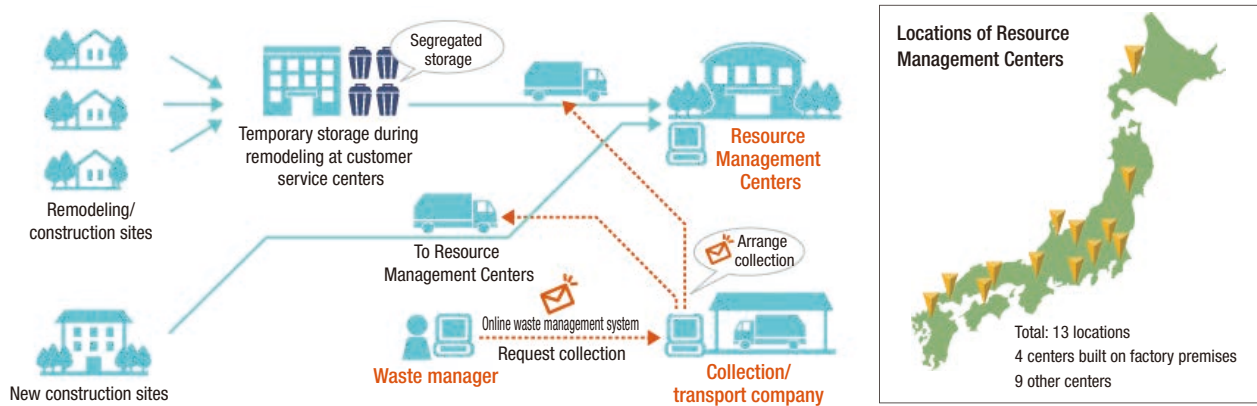 Segregated
storage
Temporary storage during
remodeling at customer
service centers
Remodeling/
construction sites
Resource
Management
Centers
To Resource
Management Centers
Arrange
collection
Online waste management system
Request collection
Waste manager
Collection/
transport company
New construction sites
Locations of Resource
Management Centers
Total: 13 locations
4 centers built on factory premises
9 other centers